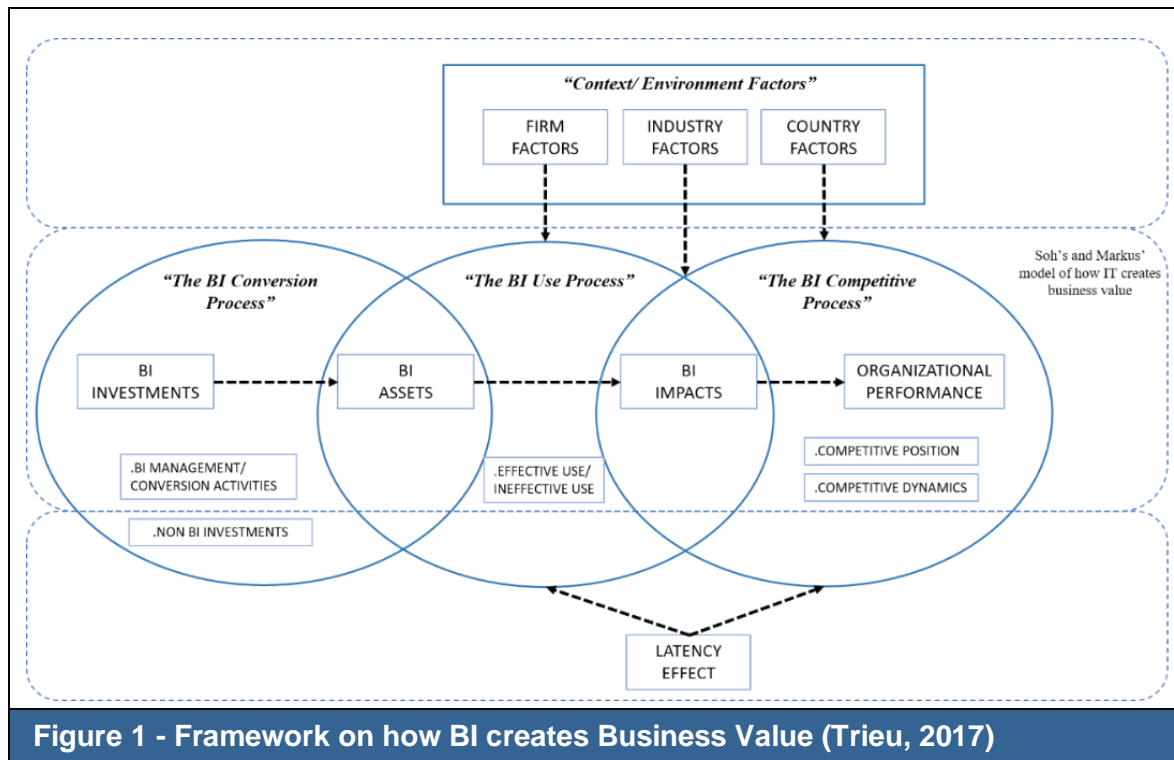 “Context/ Environment Factors”
FIRM
FACTORS
INDUSTRY
FACTORS
COUNTRY
FACTORS
Soh’s and Markus’
model of how IT creates
business value
“The BI Conversion
Process”
“The BI Use Process”
“The BI Competitive
Process”
BI
INVESTMENTS
BI
ASSETS
BI
IMPACTS
ORGANIZATIONAL
PERFORMANCE
.BI MANAGEMENT/
CONVERSION ACTIVITIES
.NON BI INVESTMENTS
.EFFECTIVE USE/
INEFFECTIVE USE
.COMPETITIVE POSITION
.COMPETITIVE DYNAMICS
LATENCY
EFFECT
Figure 1 - Framework on how BI creates Business Value (Trieu, 2017)